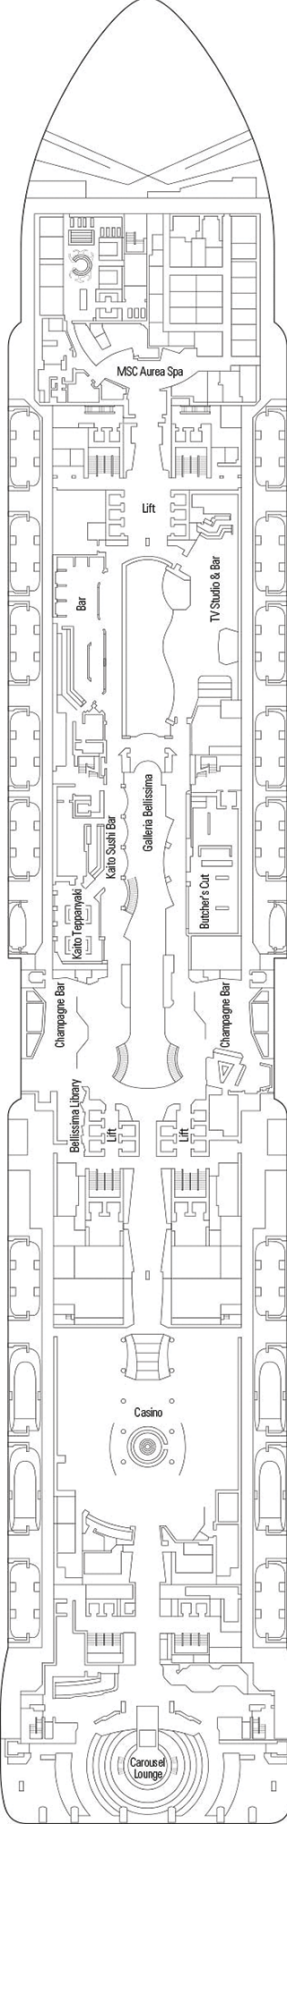 MSC Aurea Spa
Lift
TV Studio & Bar
Bar
Galleria Bellissima
Kaito Sushi Bar
Butcher's Cut
Kaito Teppanyaki
Champagne Bar
Champagne Bar
Bellissima Library
Lift
Lift
Casino
Carousel
Lounge